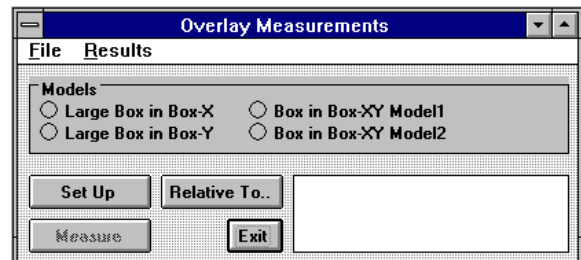 Overlay Measurements
File Results
Models
Large Box in Box-X Box in Box-XY Model1
Large Box in Box-Y Box in Box-XY Model2
Set Up Relative To..
Measure Exit